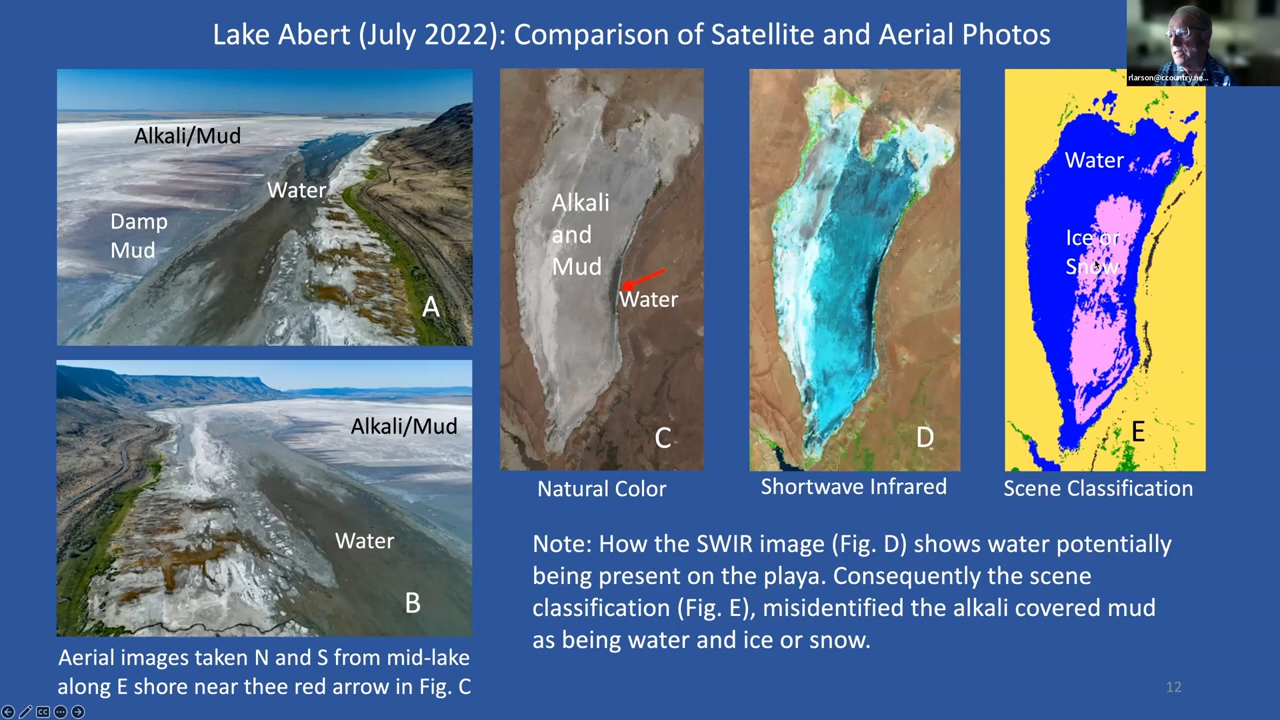 Lake Abert (July 2022): Comparison of Satellite and Aerial Photos
rlarson@ccountry.ne...
Alkali/Mud
Water
Damp
Mud
A
Alkali/Mud
Water
B
Aerial images taken N and S from mid-lake
along E shore near thee red arrow in Fig. C
Alkali
and
Mud
Water
C
Natural Color
D
Shortwave Infrared
Water
Ice or
Snow
E
Scene Classification
Note: How the SWIR image (Fig. D) shows water potentially
being present on the playa. Consequently the scene
classification (Fig. E), misidentified the alkali covered mud
as being water and ice or snow.
12
CC